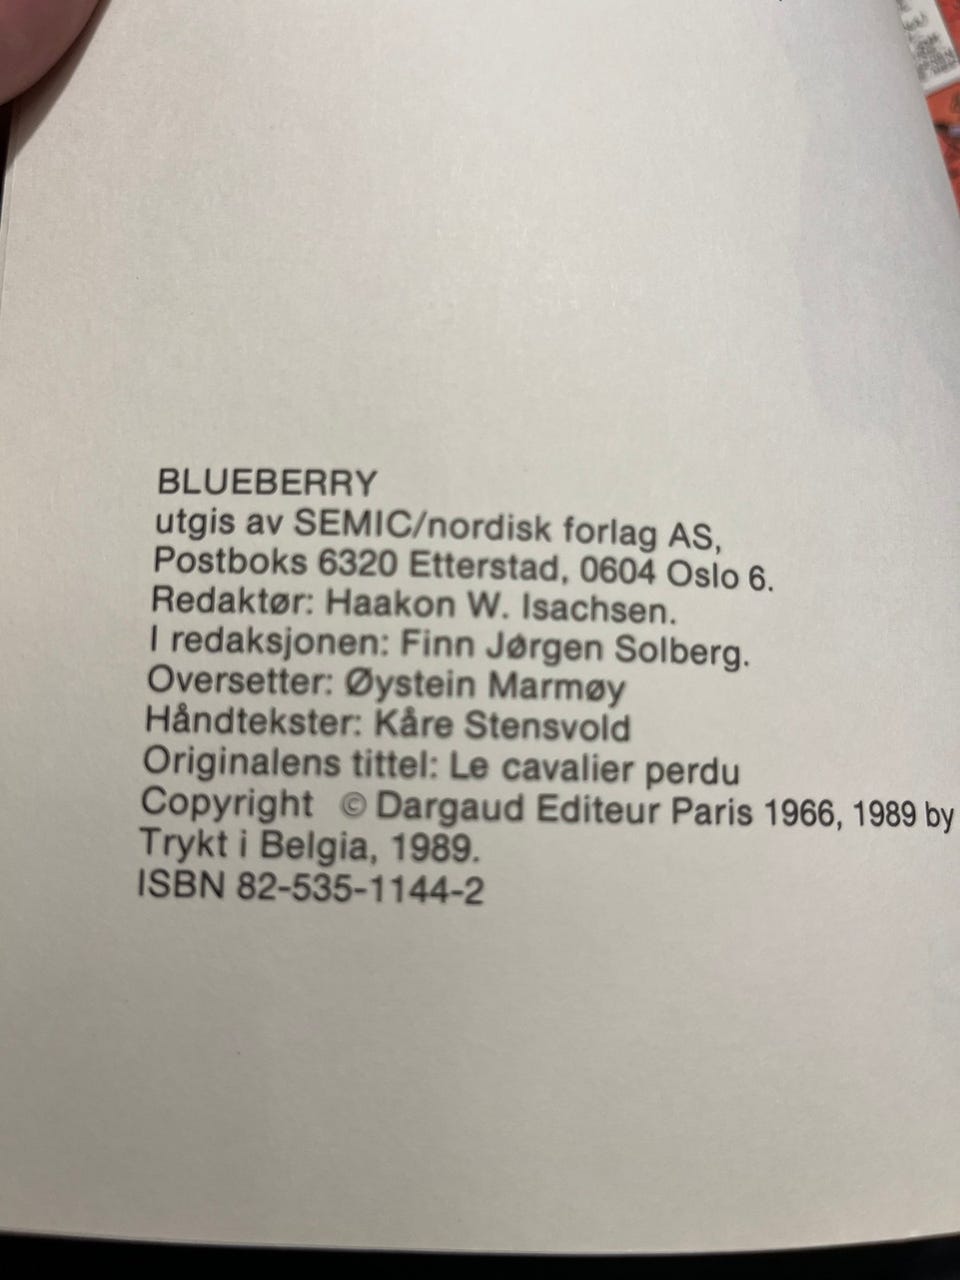 BLUEBERRY
utgis av SEMIC/nordisk forlag AS,
Postboks 6320 Etterstad, 0604 Oslo 6.
Redaktør: Haakon W. Isachsen.
I redaksjonen: Finn Jørgen Solberg.
Oversetter: Øystein Marmøy
Håndtekster: Kåre Stensvold
Originalens tittel: Le cavalier perdu
Copyright © Dargaud Editeur Paris 1966, 1989 by
Trykt i Belgia, 1989.
ISBN 82-535-1144-2